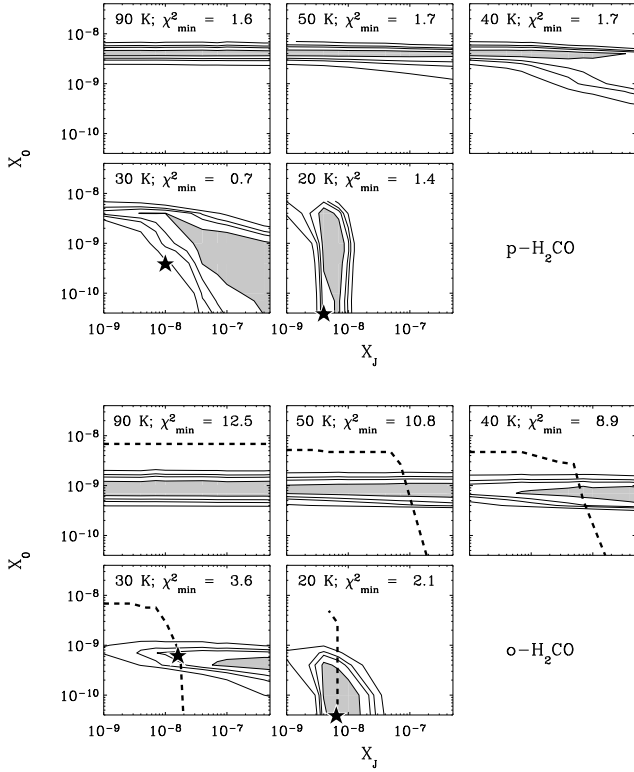 90 K; χ²min = 1.6
50 K; χ²min = 1.7
40 K; χ²min = 1.7
10⁻⁸
10⁻⁹
10⁻¹⁰
X₀
30 K; χ²min = 0.7
20 K; χ²min = 1.4
p−H₂CO
10⁻⁸
10⁻⁹
10⁻¹⁰
10⁻⁹ 10⁻⁸ 10⁻⁷ 10⁻⁹ 10⁻⁸ 10⁻⁷
X_J
90 K; χ²min = 12.5
50 K; χ²min = 10.8
40 K; χ²min = 8.9
10⁻⁸
10⁻⁹
10⁻¹⁰
X₀
30 K; χ²min = 3.6
20 K; χ²min = 2.1
o−H₂CO
10⁻⁸
10⁻⁹
10⁻¹⁰
10⁻⁹ 10⁻⁸ 10⁻⁷ 10⁻⁹ 10⁻⁸ 10⁻⁷
X_J